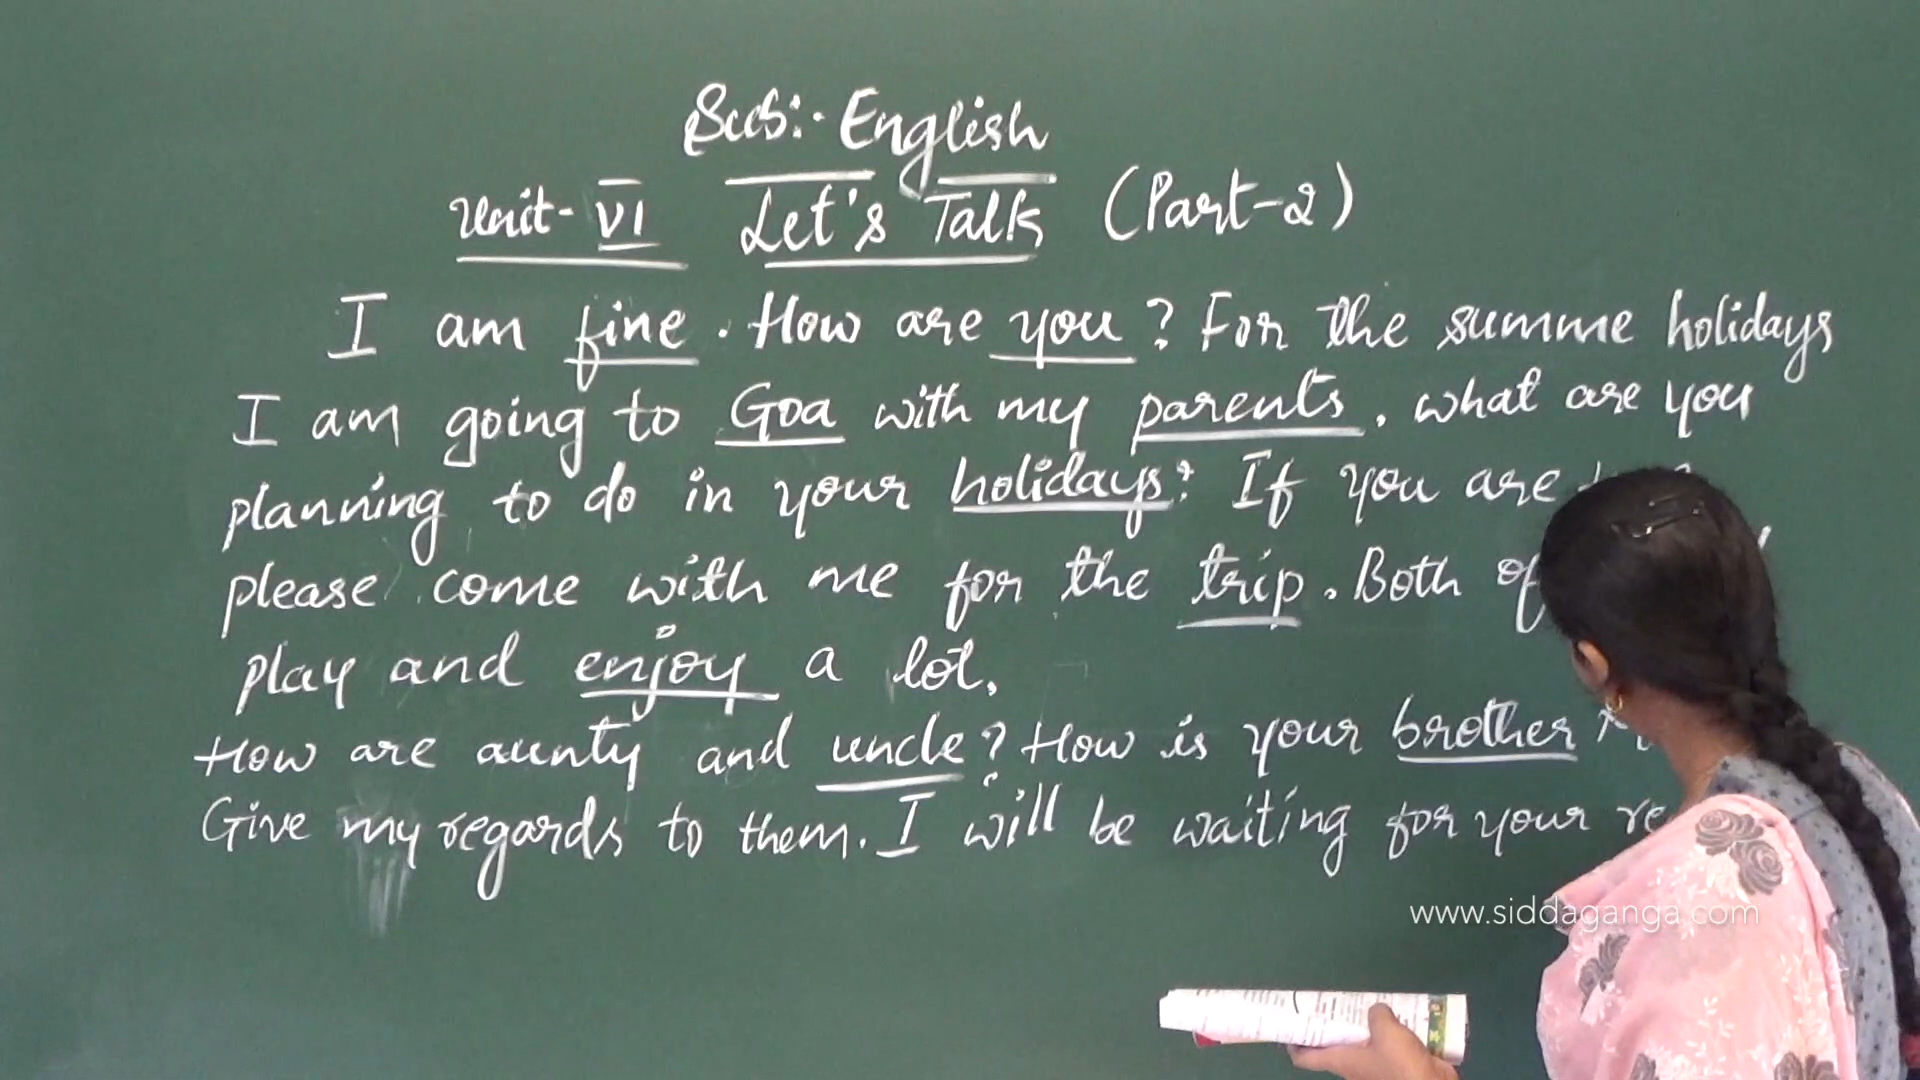 Sub:- English
Unit- VI Let's Talk (Part-2)
I am fine. How are you? For the summe holidays
I am going to Goa with my parents. what are you
planning to do in your holidays? If you are
please come with me for the trip. Both of
play and enjoy a lot.
How are aunty and uncle? How is your brother
Give my regards to them. I will be waiting for your
www.siddaganga.com